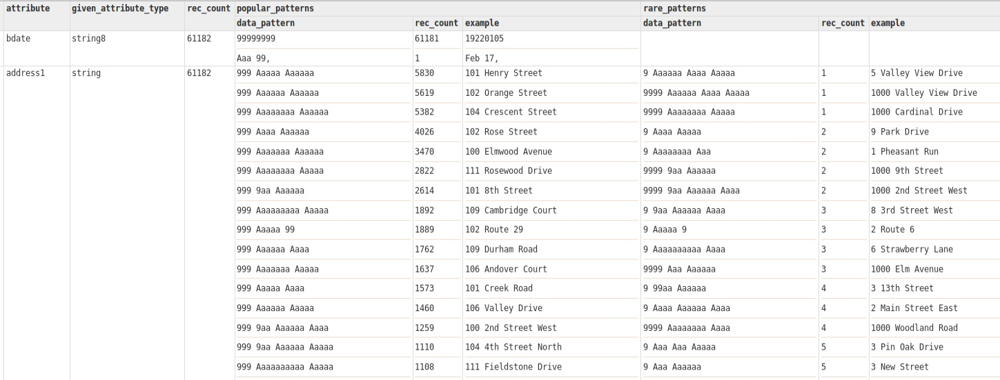 attribute given_attribute_type rec_count popular_patterns rare_patterns
data_pattern rec_count example data_pattern rec_count example
bdate string8 61182 99999999 61181 19220105
Aaa 99, 1 Feb 17,
address1 string 61182 999 Aaaaa Aaaaaa 5830 101 Henry Street 9 Aaaaaa Aaaa Aaaaa 1 5 Valley View Drive
999 Aaaaaa Aaaaaa 5619 102 Orange Street 9999 Aaaaaa Aaaa Aaaaa 1 1000 Valley View Drive
999 Aaaaaaaa Aaaaaa 5382 104 Crescent Street 9999 Aaaaaaaa Aaaaa 1 1000 Cardinal Drive
999 Aaaa Aaaaaa 4026 102 Rose Street 9 Aaaa Aaaaa 2 9 Park Drive
999 Aaaaaaa Aaaaaa 3470 100 Elmwood Avenue 9 Aaaaaaaa Aaa 2 1 Pheasant Run
999 Aaaaaaaa Aaaaa 2822 111 Rosewood Drive 9999 9aa Aaaaaa 2 1000 9th Street
999 9aa Aaaaaa 2614 101 8th Street 9999 9aa Aaaaaa Aaaa 2 1000 2nd Street West
999 Aaaaaaaaa Aaaaa 1892 109 Cambridge Court 9 9aa Aaaaaa Aaaa 3 8 3rd Street West
999 Aaaaa 99 1889 102 Route 29 9 Aaaaa 9 3 2 Route 6
999 Aaaaaa Aaaa 1762 109 Durham Road 9 Aaaaaaaaaa Aaaa 3 6 Strawberry Lane
999 Aaaaaaa Aaaaa 1637 106 Andover Court 9999 Aaa Aaaaaa 3 1000 Elm Avenue
999 Aaaaa Aaaa 1573 101 Creek Road 9 99aa Aaaaaa 4 3 13th Street
999 Aaaaaa Aaaaa 1460 106 Valley Drive 9 Aaaa Aaaaaa Aaaa 4 2 Main Street East
999 9aa Aaaaaa Aaaa 1259 100 2nd Street West 9999 Aaaaaaaa Aaaa 4 1000 Woodland Road
999 9aa Aaaaaa Aaaaa 1110 104 4th Street North 9 Aaa Aaa Aaaaa 5 3 Pin Oak Drive
999 Aaaaaaaaaa Aaaaa 1108 111 Fieldstone Drive 9 Aaa Aaaaaa 5 3 New Street